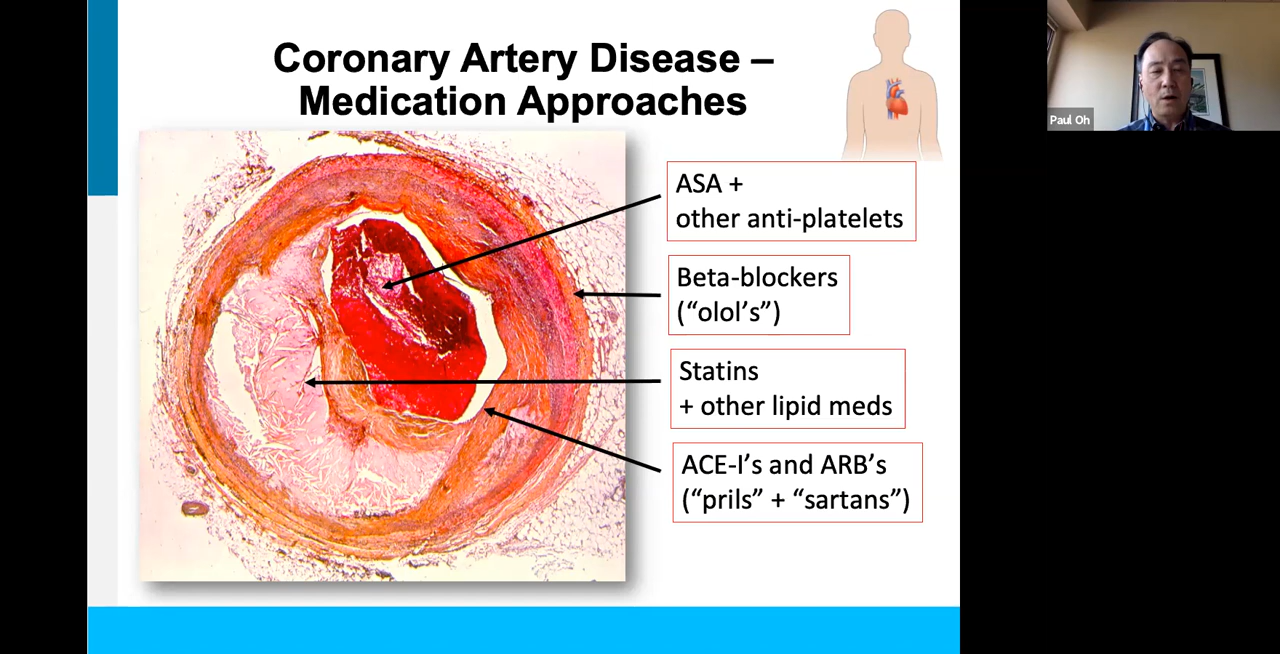 Coronary Artery Disease –
Medication Approaches
Paul Oh
ASA +
other anti-platelets
Beta-blockers
(“olol’s”)
Statins
+ other lipid meds
ACE-I’s and ARB’s
(“prils” + “sartans”)